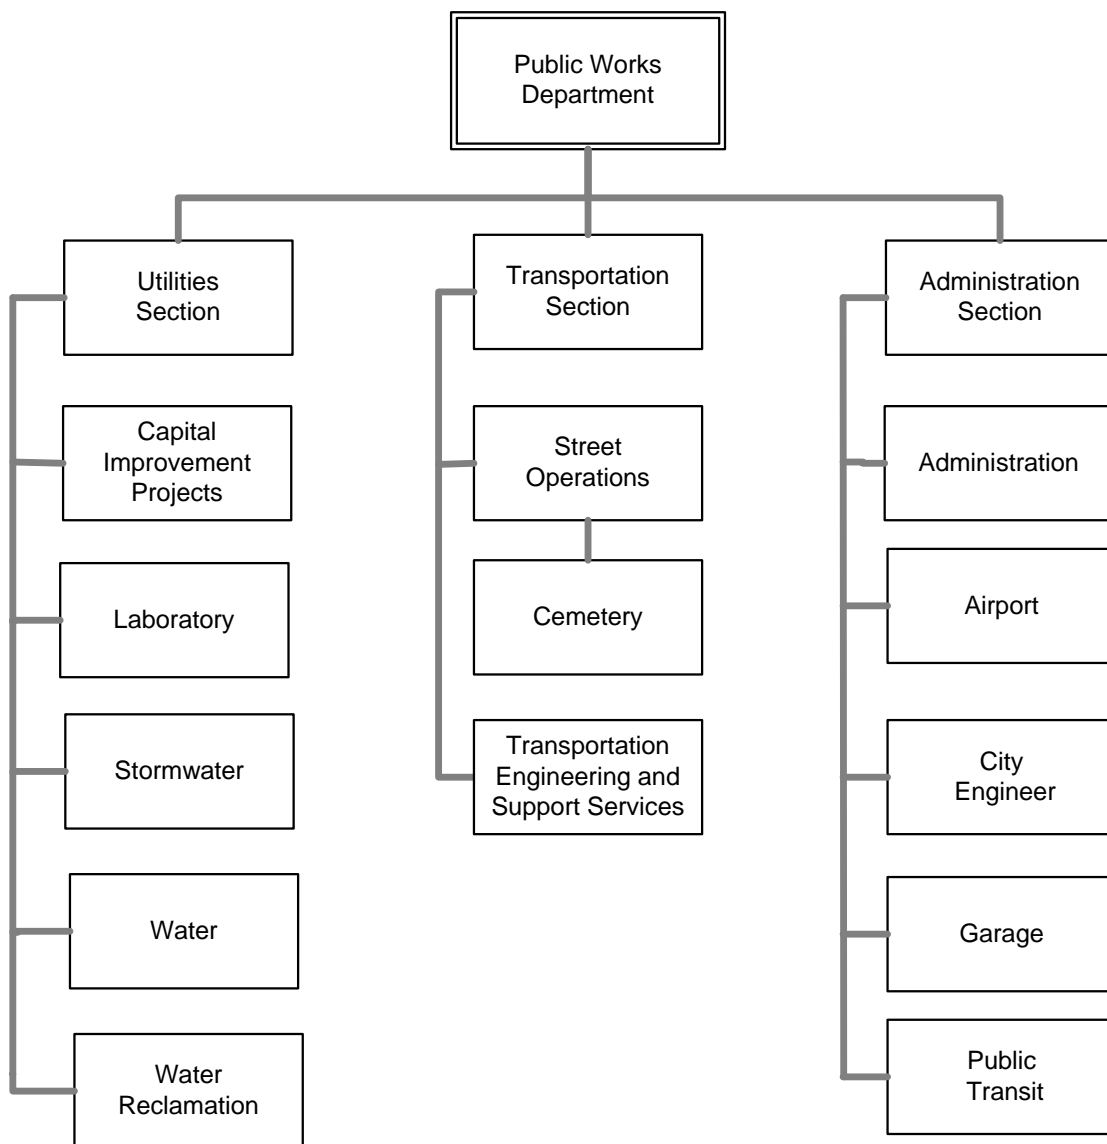 Public Works
Department
Utilities
Section
Transportation
Section
Administration
Section
Capital
Improvement
Projects
Street
Operations
Administration
Laboratory
Cemetery
Airport
Stormwater
Transportation
Engineering and
Support Services
City
Engineer
Water
Garage
Water
Reclamation
Public
Transit